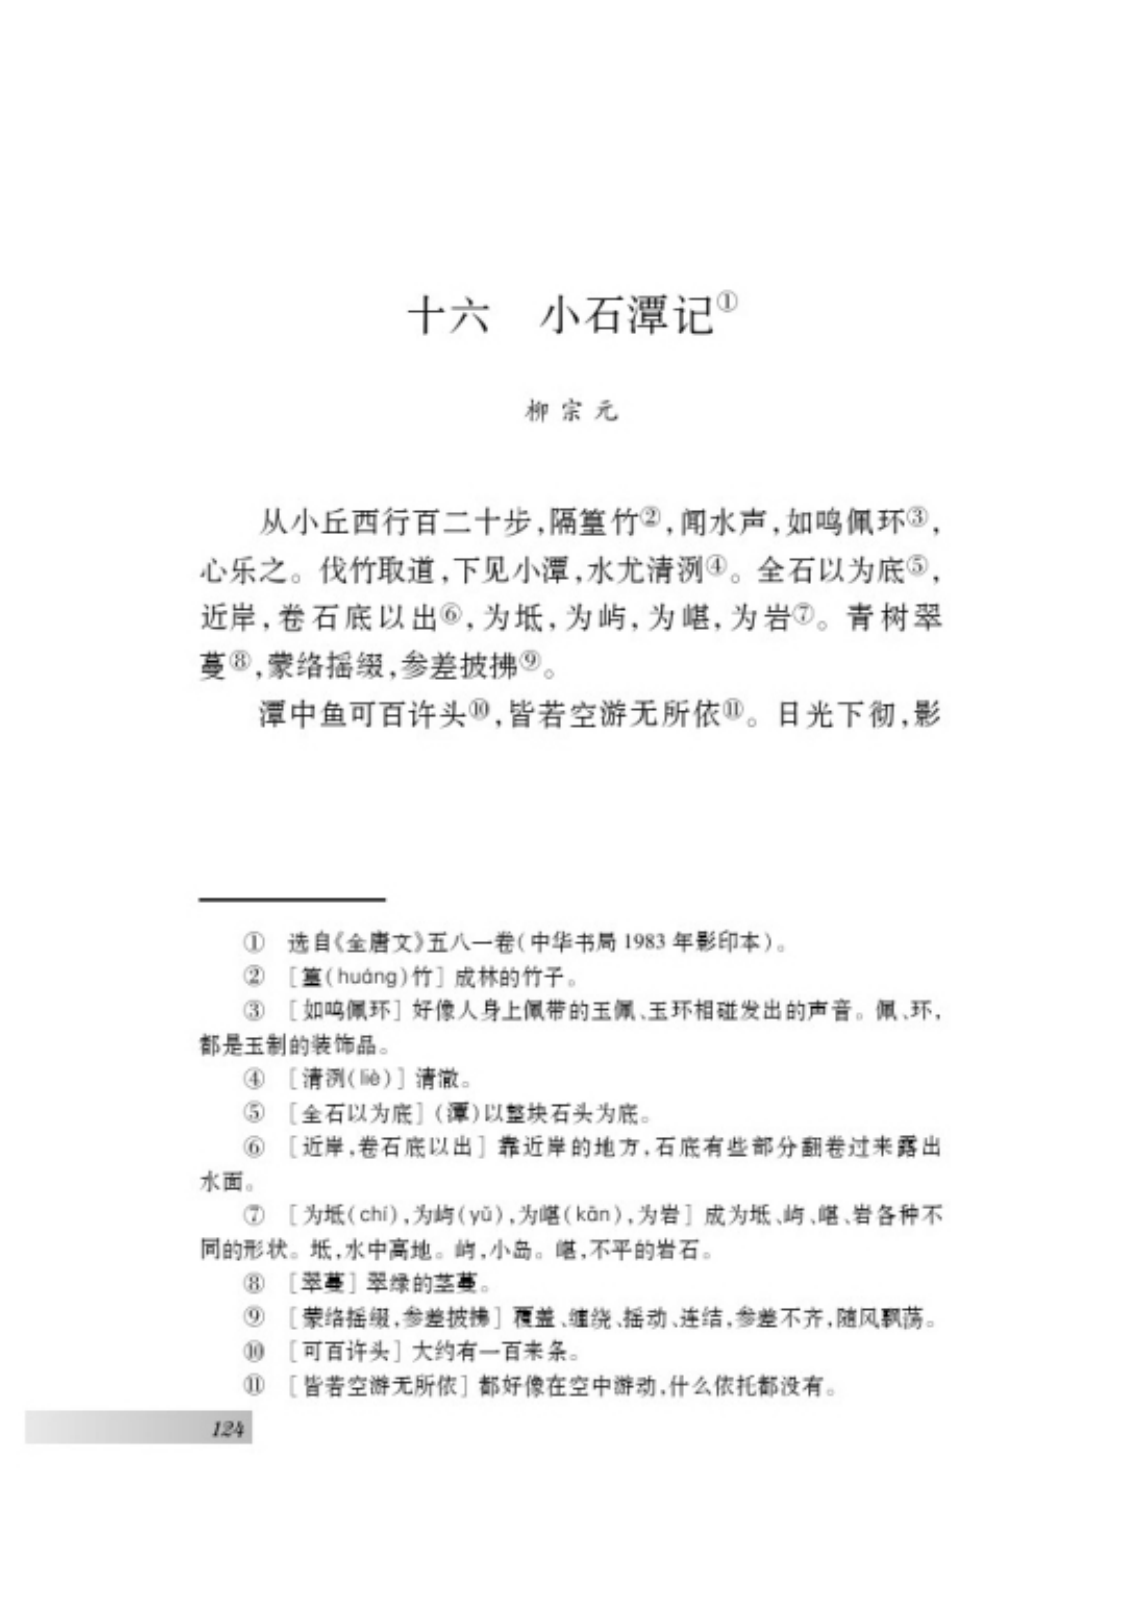 十六　小石潭记①
柳宗元
从小丘西行百二十步,隔篁竹②,闻水声,如鸣佩环③,
心乐之。伐竹取道,下见小潭,水尤清洌④。全石以为底⑤,
近岸,卷石底以出⑥,为坻,为屿,为嵁,为岩⑦。青树翠
蔓⑧,蒙络摇缀,参差披拂⑨。
潭中鱼可百许头⑩,皆若空游无所依⑪。日光下彻,影
①　选自《全唐文》五八一卷(中华书局 1983 年影印本)。
②　[篁(huáng)竹] 成林的竹子。
③　[如鸣佩环] 好像人身上佩带的玉佩、玉环相碰发出的声音。佩、环,
都是玉制的装饰品。
④　[清洌(liè)] 清澈。
⑤　[全石以为底] (潭)以整块石头为底。
⑥　[近岸,卷石底以出] 靠近岸的地方,石底有些部分翻卷过来露出
水面。
⑦　[为坻(chí),为屿(yǔ),为嵁(kān),为岩] 成为坻、屿、嵁、岩各种不
同的形状。坻,水中高地。屿,小岛。嵁,不平的岩石。
⑧　[翠蔓] 翠绿的茎蔓。
⑨　[蒙络摇缀,参差披拂] 覆盖、缠绕、摇动、连结,参差不齐,随风飘荡。
⑩　[可百许头] 大约有一百来条。
⑪　[皆若空游无所依] 都好像在空中游动,什么依托都没有。
124